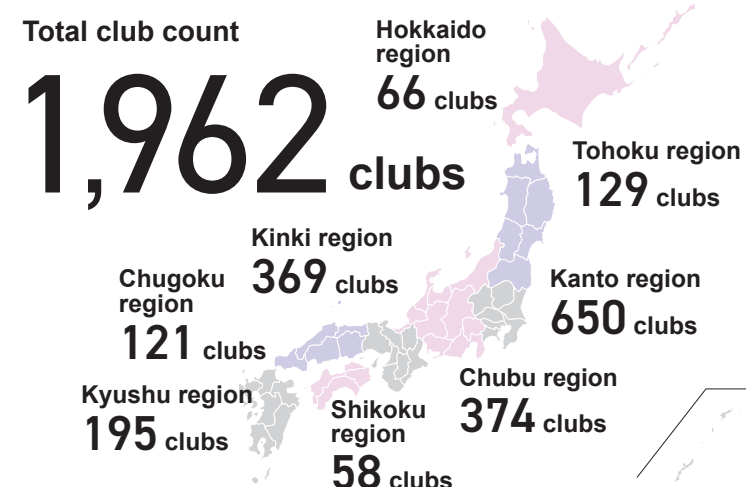 Total club count
1,962 clubs
Hokkaido
region
66 clubs
Tohoku region
129 clubs
Kinki region
369 clubs
Chugoku
region
121 clubs
Kanto region
650 clubs
Kyushu region
195 clubs
Chubu region
374 clubs
Shikoku
region
58 clubs